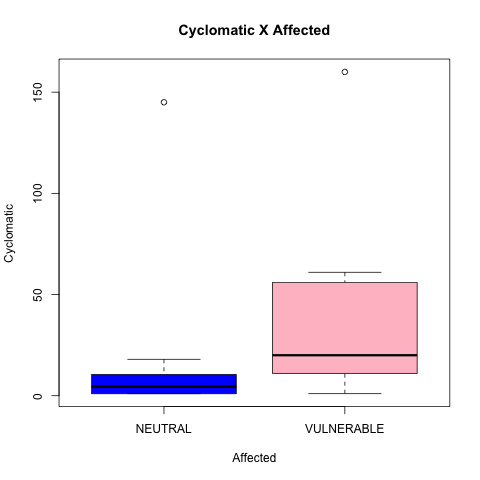 Cyclomatic X Affected
150
100
50
0
Cyclomatic
NEUTRAL
VULNERABLE
Affected